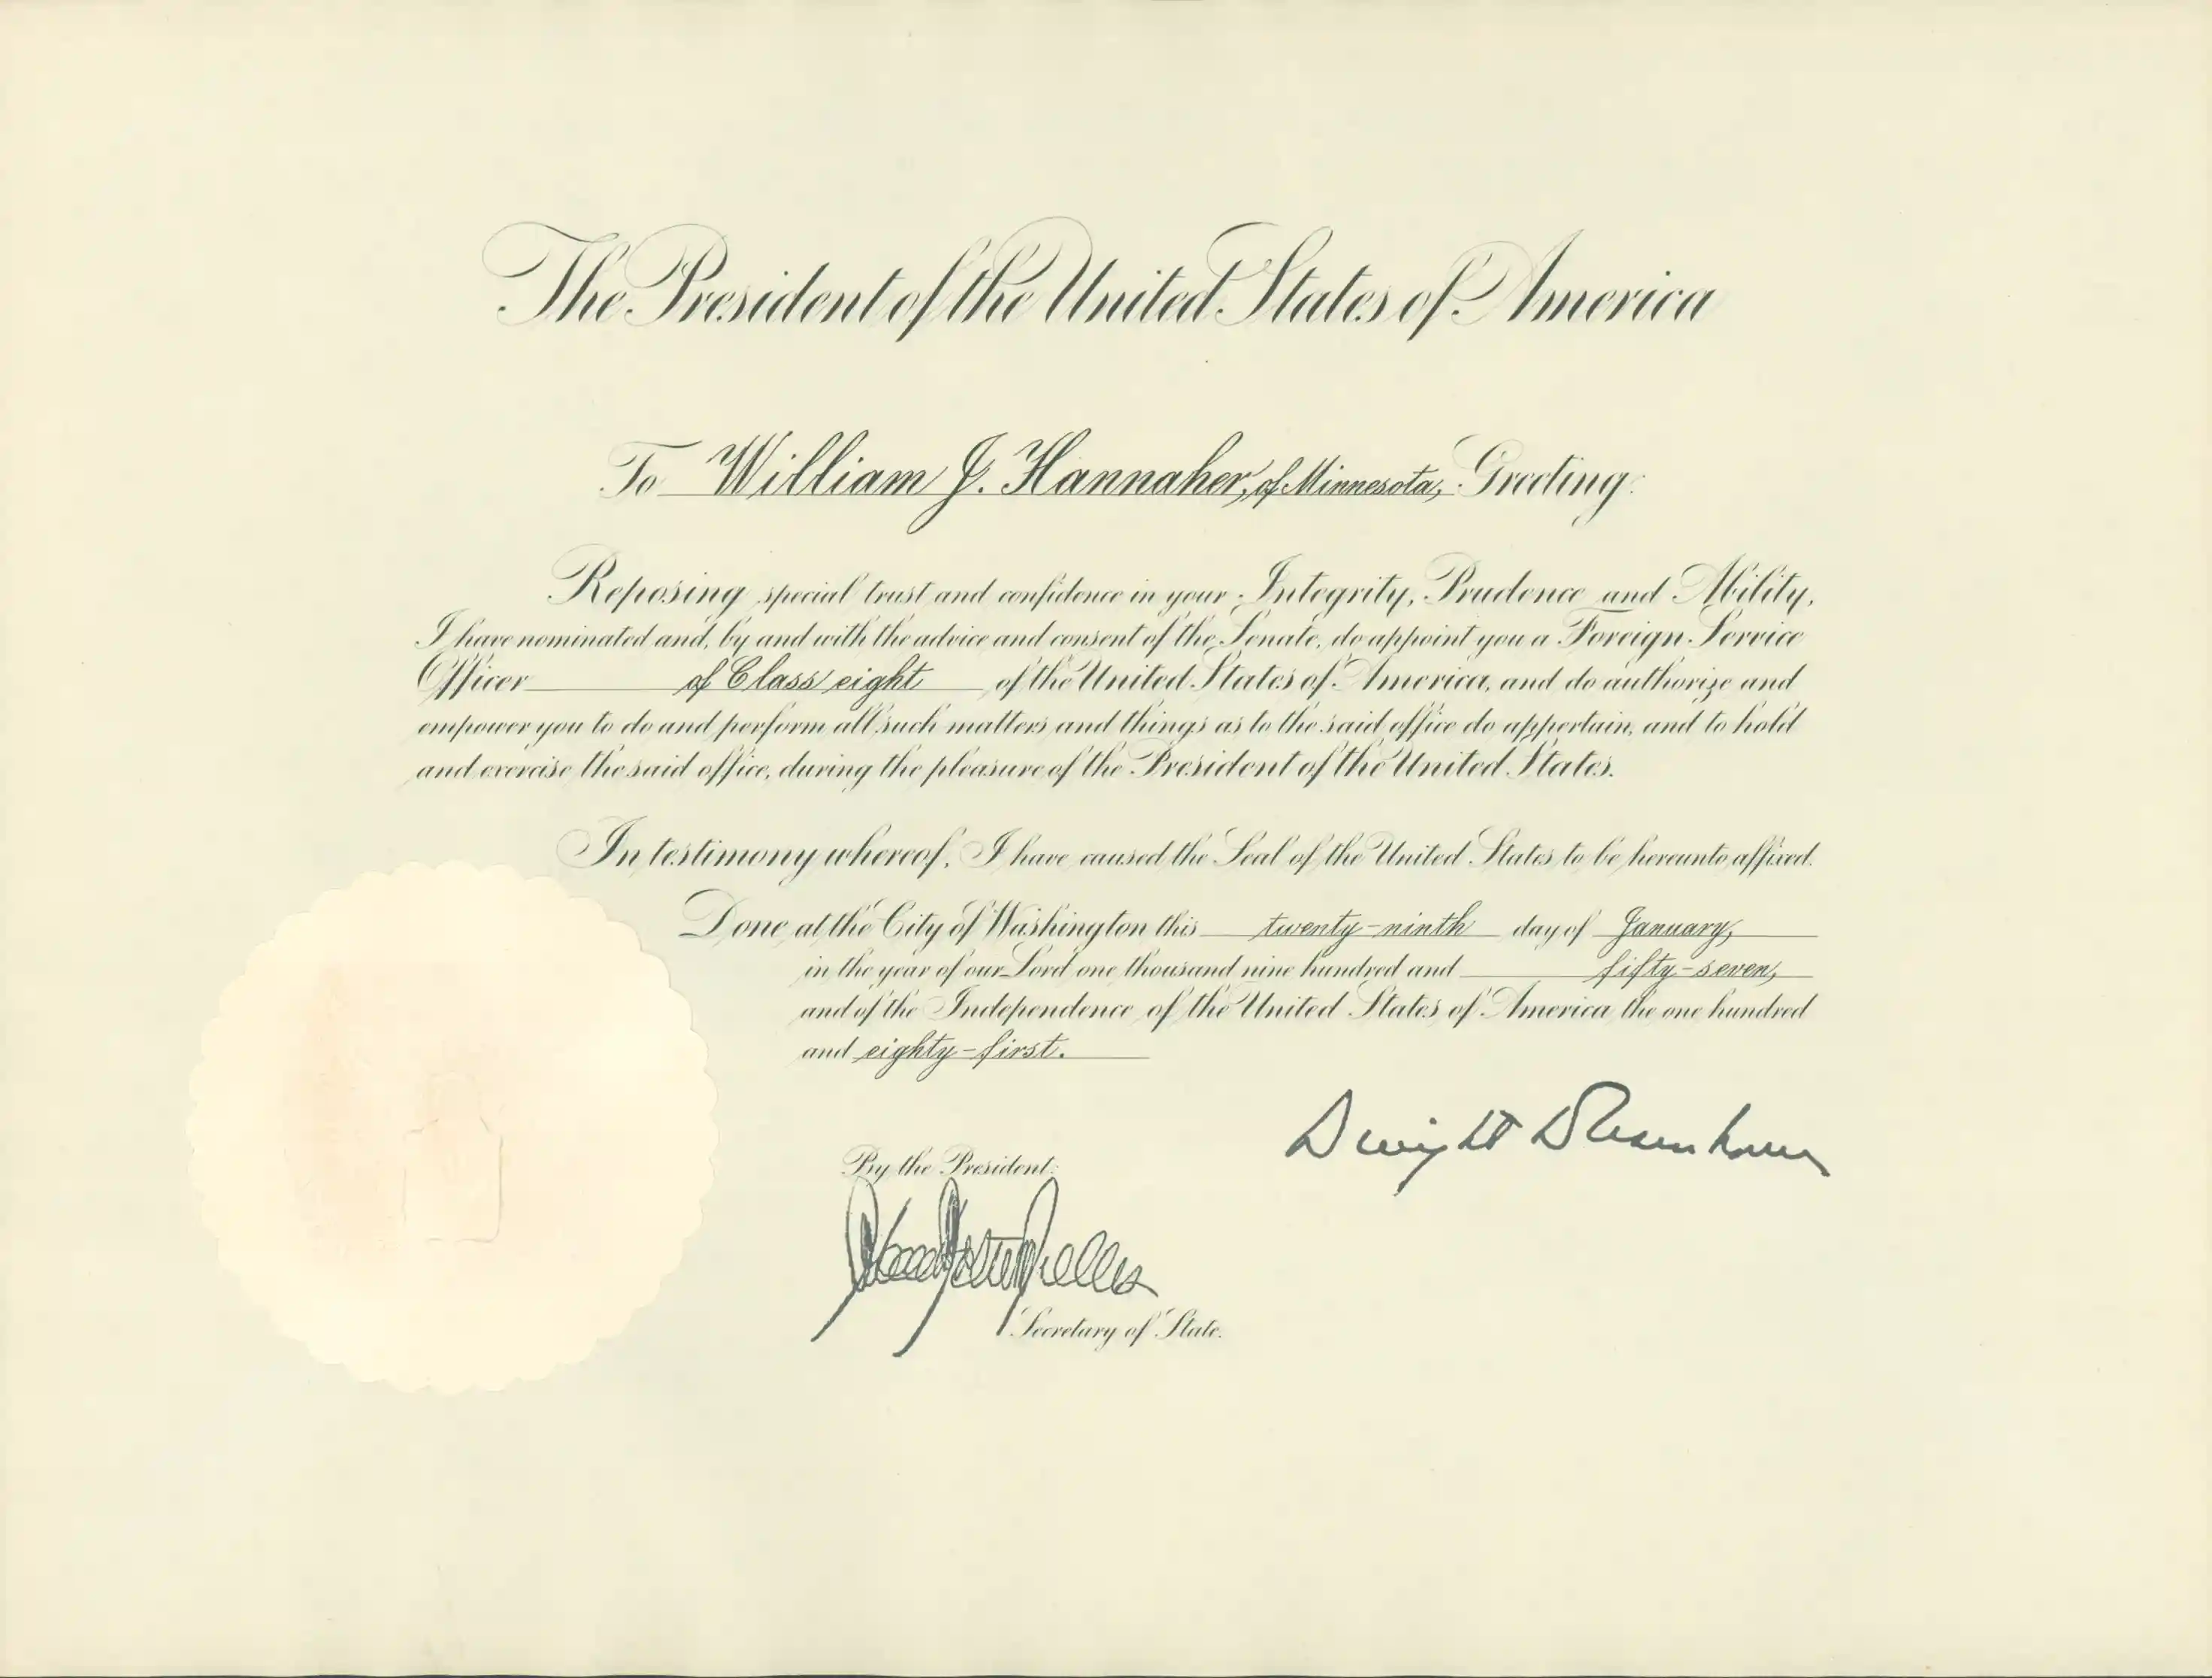 The President of the United States of America
To William J. Hannaher, of Minnesota, Greeting:
Reposing special trust and confidence in your Integrity, Prudence and Ability,
I have nominated and, by and with the advice and consent of the Senate, do appoint you a Foreign Service
Officer of Class eight of the United States of America, and do authorize and
empower you to do and perform all such matters and things as to the said office do appertain, and to hold
and exercise the said office, during the pleasure of the President of the United States.
In testimony whereof, I have caused the Seal of the United States to be hereunto affixed.
Done at the City of Washington this twenty-ninth day of January,
in the year of our Lord one thousand nine hundred and fifty-seven,
and of the Independence of the United States of America the one hundred
and eighty-first.
Dwight D Eisenhower
By the President:
John Foster Dulles
Secretary of State.